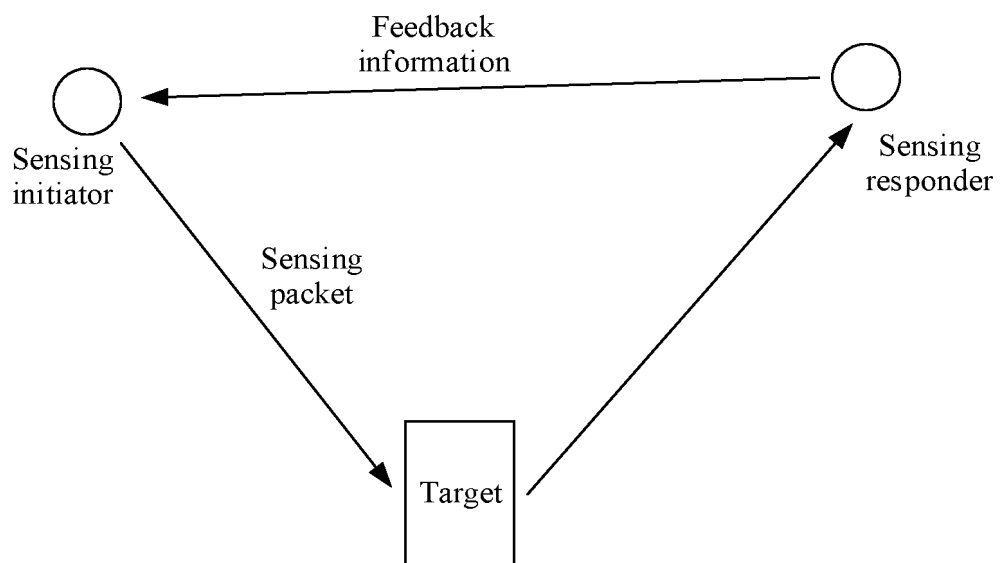 Feedback
information
Sensing
initiator
Sensing
responder
Sensing
packet
Target